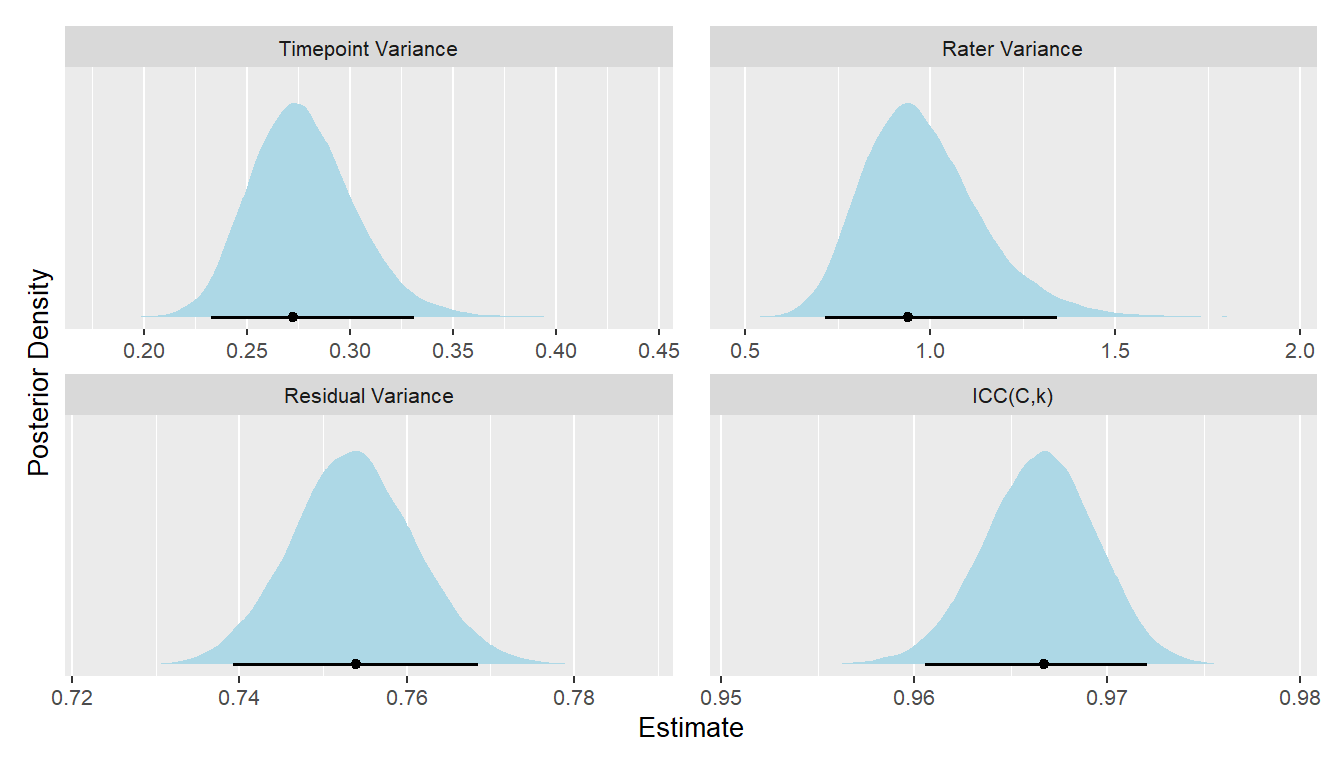 Timepoint Variance
Rater Variance
0.20 0.25 0.30 0.35 0.40 0.45
0.5 1.0 1.5 2.0
Residual Variance
ICC(C,k)
0.72 0.74 0.76 0.78
0.95 0.96 0.97 0.98
Posterior Density
Estimate